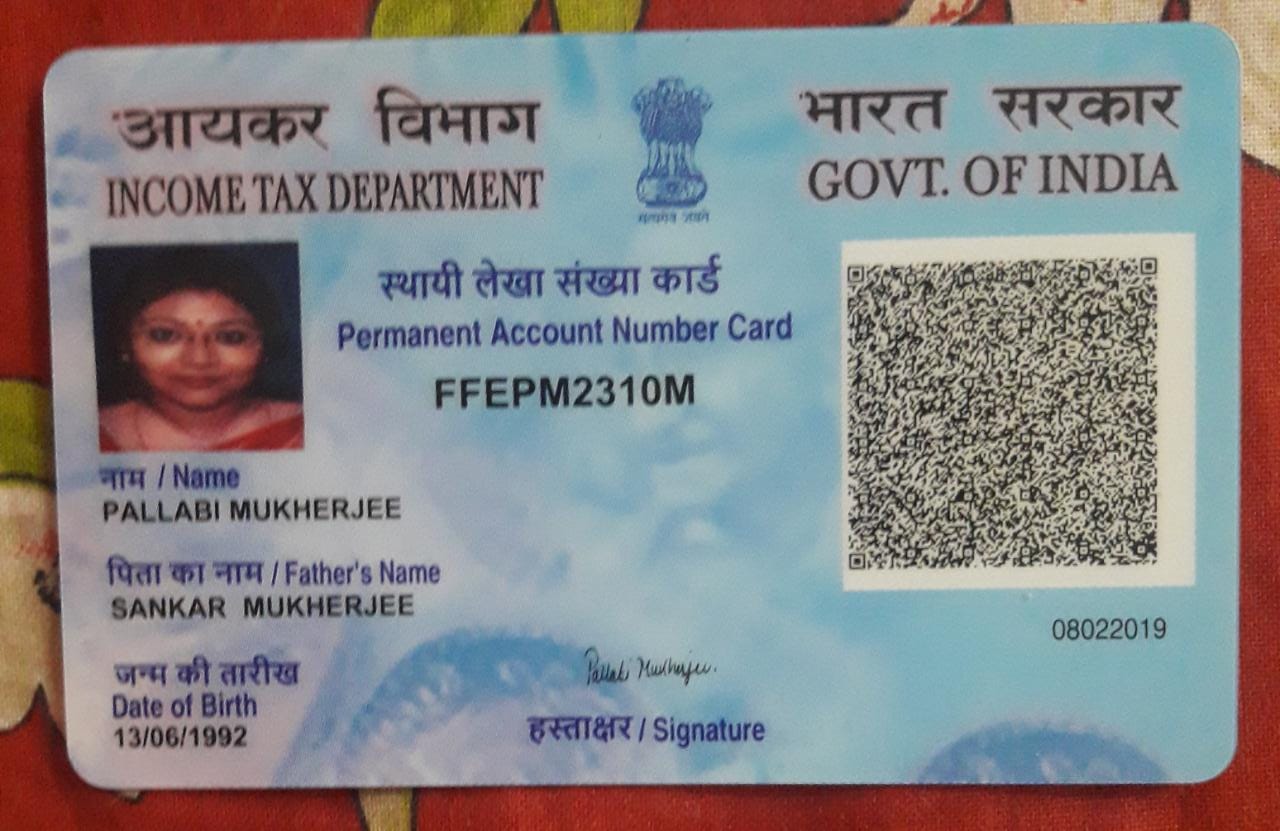 आयकर विभाग
INCOME TAX DEPARTMENT
सत्यमेव जयते
भारत सरकार
GOVT. OF INDIA
स्थायी लेखा संख्या कार्ड
Permanent Account Number Card
FFEPM2310M
नाम / Name
PALLABI MUKHERJEE
पिता का नाम / Father's Name
SANKAR MUKHERJEE
08022019
जन्म की तारीख
Date of Birth
13/06/1992
Pallabi Mukherjee.
हस्ताक्षर / Signature